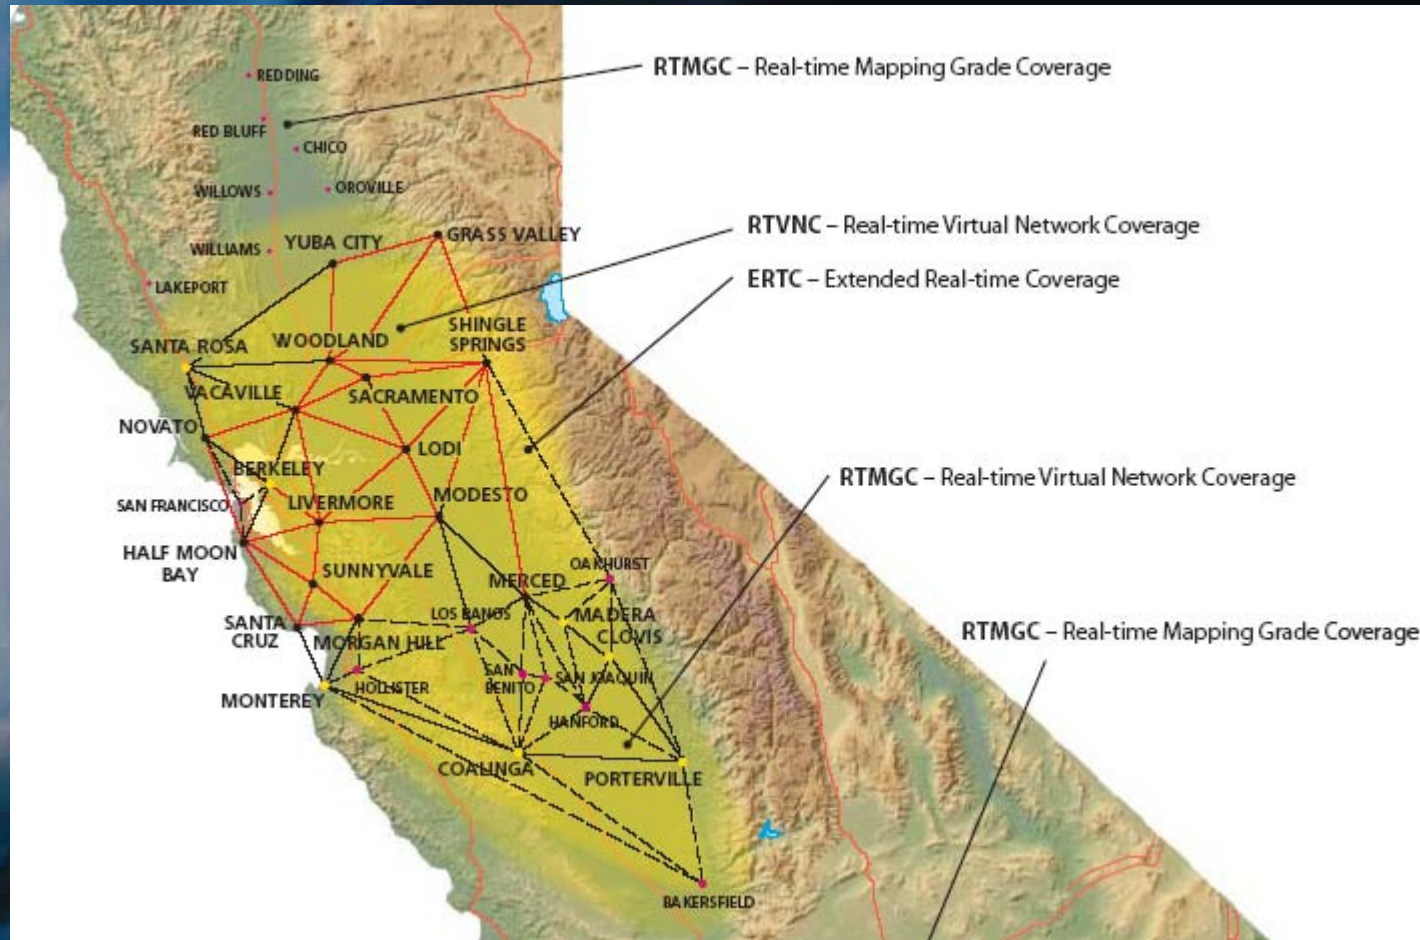 REDDING
RTMGC – Real-time Mapping Grade Coverage
RED BLUFF
CHICO
WILLOWS
OROVILLE
RTVNC – Real-time Virtual Network Coverage
WILLIAMS
YUBA CITY
GRASS VALLEY
ERTC – Extended Real-time Coverage
LAKEPORT
SANTA ROSA
WOODLAND
SHINGLE
SPRINGS
VACAVILLE
SACRAMENTO
NOVATO
LODI
BERKELEY
RTMGC – Real-time Virtual Network Coverage
SAN FRANCISCO
LIVERMORE
MODESTO
HALF MOON
BAY
SUNNYVALE
OAKHURST
MERCED
LOS BANOS
MADERA
SANTA
CRUZ
MORGAN HILL
CLOVIS
RTMGC – Real-time Mapping Grade Coverage
SAN
BENITO
SAN JOAQUIN
HOLLISTER
MONTEREY
HANFORD
COALINGA
PORTERVILLE
BAKERSFIELD